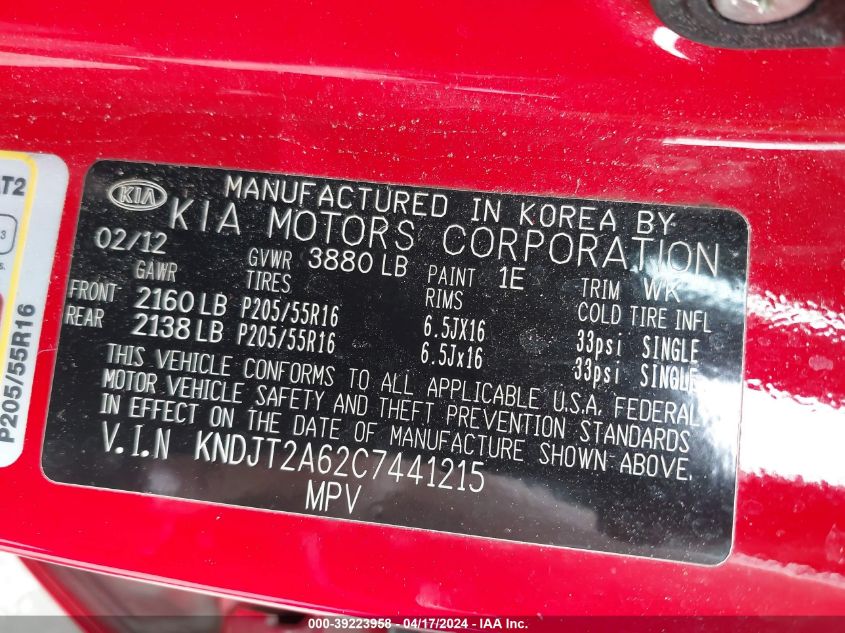 KIA
MANUFACTURED IN KOREA BY
KIA MOTORS CORPORATION
02/12
GVWR 3880 LB PAINT 1E TRIM WK
GAWR TIRES RIMS COLD TIRE INFL
FRONT 2160 LB P205/55R16 6.5JX16 33psi SINGLE
REAR 2138 LB P205/55R16 6.5Jx16 33psi SINGLE
THIS VEHICLE CONFORMS TO ALL APPLICABLE U.S.A. FEDERAL
MOTOR VEHICLE SAFETY AND THEFT PREVENTION STANDARDS
IN EFFECT ON THE DATE OF MANUFACTURE SHOWN ABOVE.
V.I.N KNDJT2A62C7441215
MPV
T2
3
s.
P205/55R16
000-39223958 - 04/17/2024 - IAA, Inc.